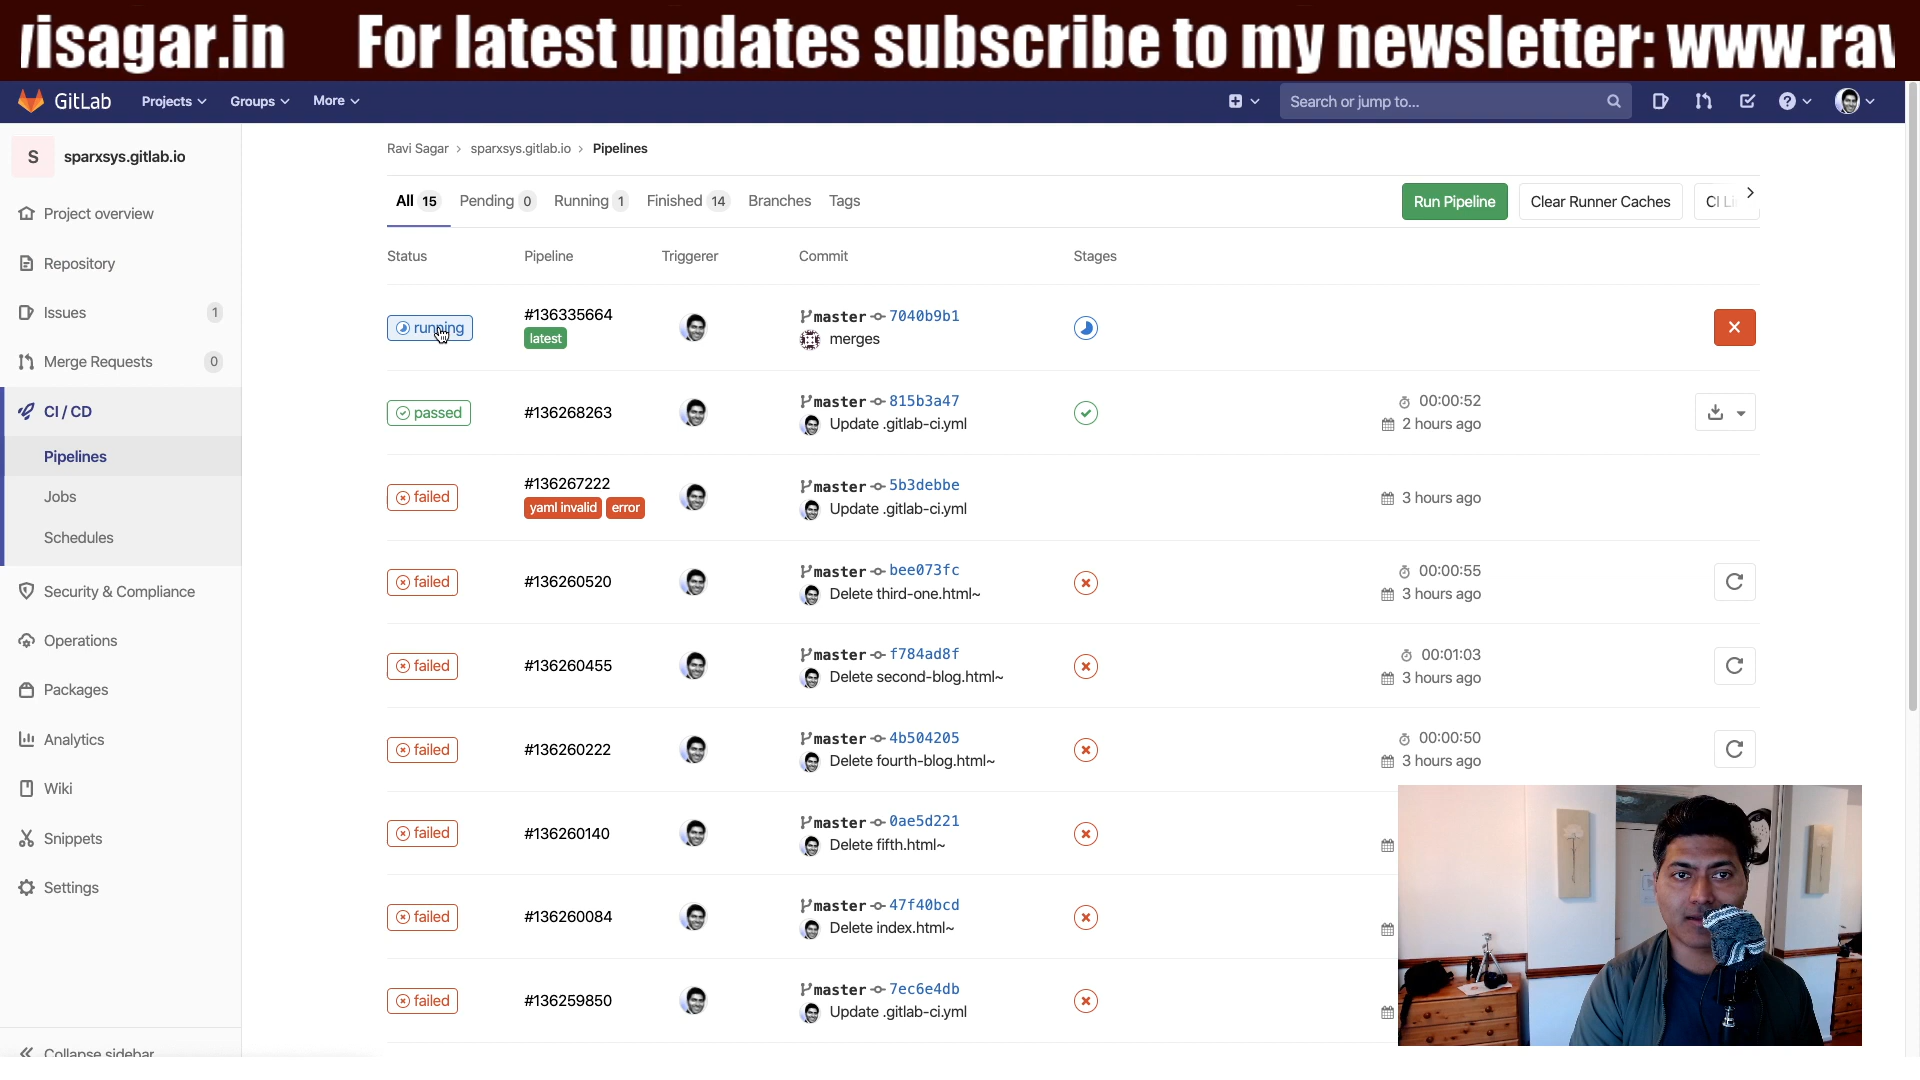 risagar.in For latest updates subscribe to my newsletter: www.rav
GitLab Projects Groups More Search or jump to...
S sparxsys.gitlab.io
Project overview
Repository
Issues 1
Merge Requests 0
CI / CD
Pipelines
Jobs
Schedules
Security & Compliance
Operations
Packages
Analytics
Wiki
Snippets
Settings
Collapse sidebar
Ravi Sagar > sparxsys.gitlab.io > Pipelines
All 15 Pending 0 Running 1 Finished 14 Branches Tags Run Pipeline Clear Runner Caches CI Li
Status Pipeline Triggerer Commit Stages
running #136335664 master 7040b9b1
latest merges
passed #136268263 master 815b3a47 00:00:52
Update .gitlab-ci.yml 2 hours ago
failed #136267222 master 5b3debbe
yaml invalid error Update .gitlab-ci.yml 3 hours ago
failed #136260520 master bee073fc 00:00:55
Delete third-one.html~ 3 hours ago
failed #136260455 master f784ad8f 00:01:03
Delete second-blog.html~ 3 hours ago
failed #136260222 master 4b504205 00:00:50
Delete fourth-blog.html~ 3 hours ago
failed #136260140 master 0ae5d221
Delete fifth.html~
failed #136260084 master 47f40bcd
Delete index.html~
failed #136259850 master 7ec6e4db
Update .gitlab-ci.yml